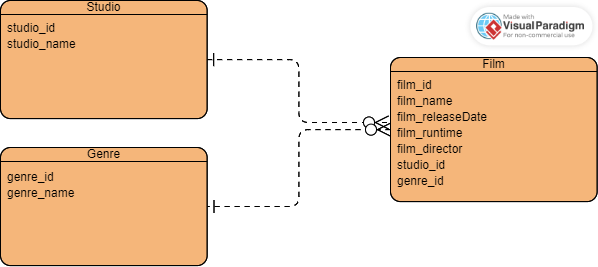 Studio
studio_id
studio_name
Made with
Visual Paradigm
For non-commercial use
Film
film_id
film_name
film_releaseDate
film_runtime
film_director
studio_id
genre_id
Genre
genre_id
genre_name